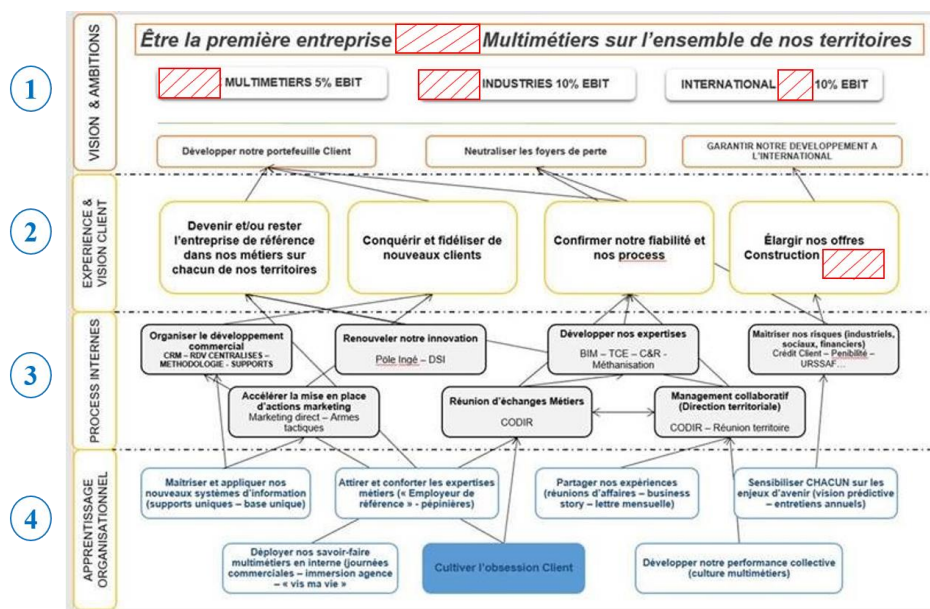 1
VISION & AMBITIONS
Être la première entreprise Multimétiers sur l'ensemble de nos territoires
MULTIMETIERS 5% EBIT
INDUSTRIES 10% EBIT
INTERNATIONAL 10% EBIT
Développer notre portefeuille Client
Neutraliser les foyers de perte
GARANTIR NOTRE DEVELOPPEMENT A
L'INTERNATIONAL
2
EXPERIENCE &
VISION CLIENT
Devenir et/ou rester
l'entreprise de référence
dans nos métiers sur
chacun de nos territoires
Conquérir et fidéliser de
nouveaux clients
Confirmer notre fiabilité et
nos process
Élargir nos offres
Construction
3
PROCESS INTERNES
Organiser le développement
commercial
CRM – RDV CENTRALISES –
METHODOLOGIE - SUPPORTS
Renouveler notre innovation
Pôle Ingé – DSI
Développer nos expertises
BIM – TCE – C&R -
Méthanisation
Maitriser nos risques (industriels,
sociaux, financiers)
Crédit Client – Penibilité –
URSSAF…
Accélérer la mise en place
d'actions marketing
Marketing direct – Armes
tactiques
Réunion d'échanges Métiers
CODIR
Management collaboratif
(Direction territoriale)
CODIR – Réunion territoire
4
APPRENTISSAGE
ORGANISATIONNEL
Maitriser et appliquer nos
nouveaux systèmes d'information
(supports uniques – base unique)
Attirer et conforter les expertises
métiers (« Employeur de
référence » - pépinières)
Partager nos expériences
(réunions d'affaires – business
story – lettre mensuelle)
Sensibiliser CHACUN sur les
enjeux d'avenir (vision prédictive
– entretiens annuels)
Déployer nos savoir-faire
multimétiers en interne (journées
commerciales – immersion agence
– « vis ma vie »
Cultiver l'obsession Client
Développer notre performance collective
(culture multimétiers)